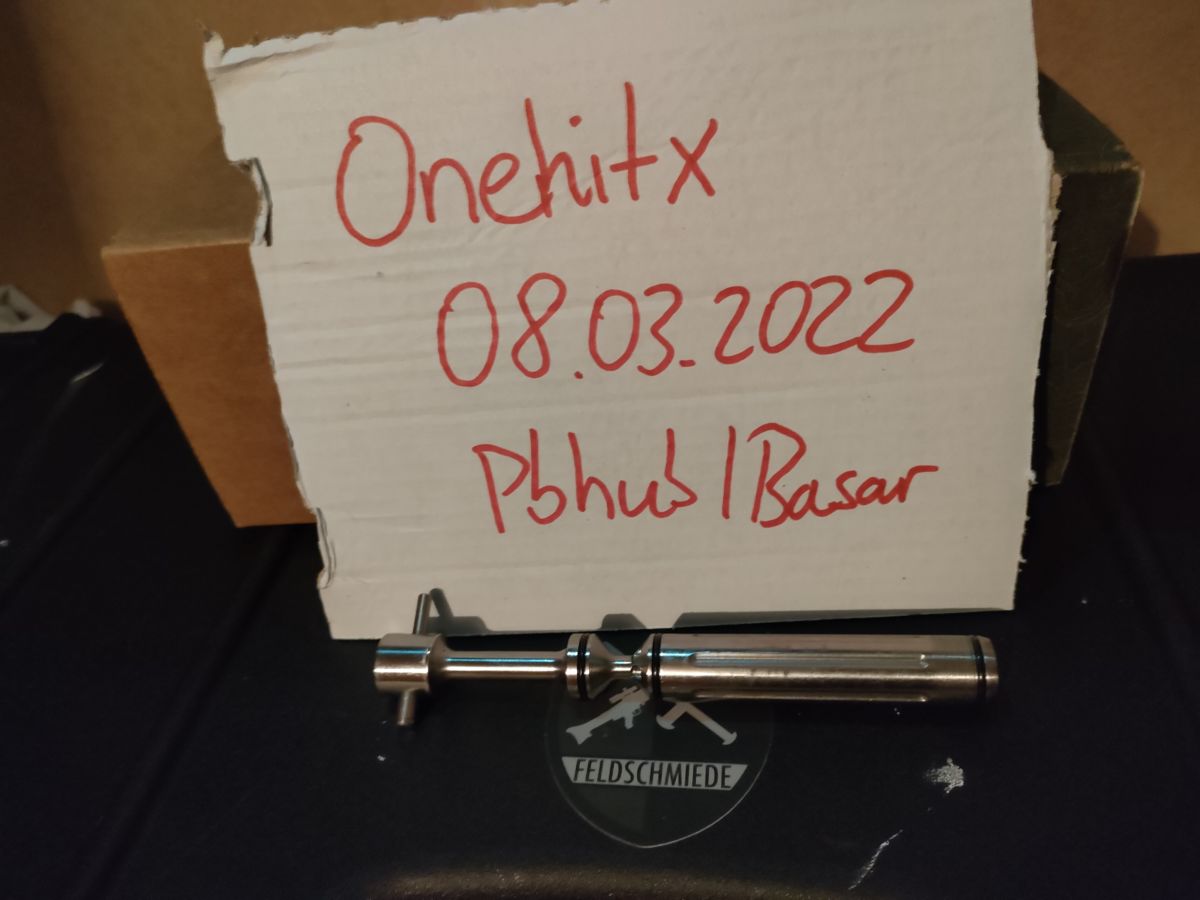 Onehitx
08.03.2022
Pbhub/Basar
FELDSCHMIEDE